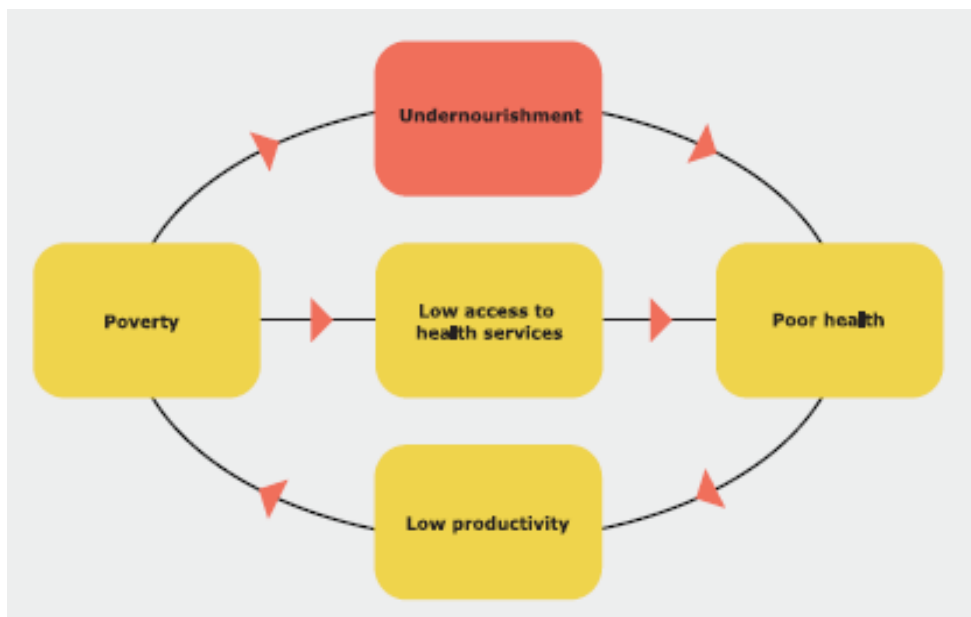 Undernourishment
Poverty
Low access to
health services
Poor health
Low productivity